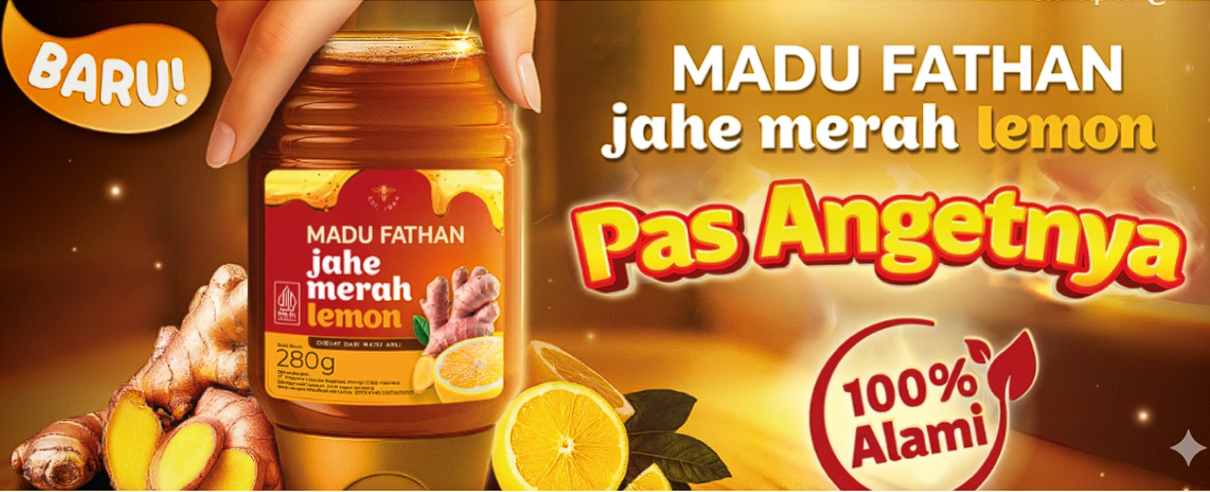 BARU!
MADU FATHAN
jahe merah lemon
Pas Angetnya
100%
Alami
MADU FATHAN
jahe
merah
lemon
DIBUAT DARI MADU ASLI
280g